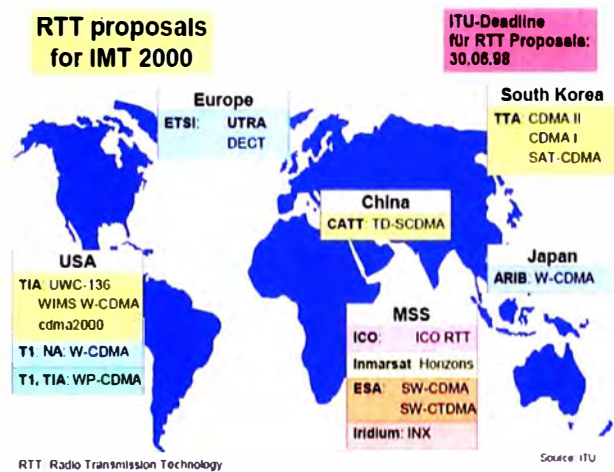 RTT proposals
for IMT 2000
ITU-Deadline
für RTT Proposals:
30.06.98
Europe
ETSI: UTRA
DECT
South Korea
TTA: CDMA II
CDMA I
SAT-CDMA
China
CATT: TD-SCDMA
USA
TIA: UWC-136
WIMS W-CDMA
cdma2000
T1: NA: W-CDMA
T1, TIA: WP-CDMA
Japan
ARIB: W-CDMA
MSS
ICO: ICO RTT
Inmarsat Horizons
ESA: SW-CDMA
SW-CTDMA
Iridium: INX
RTT Radio Transmission Technology
Source ITU